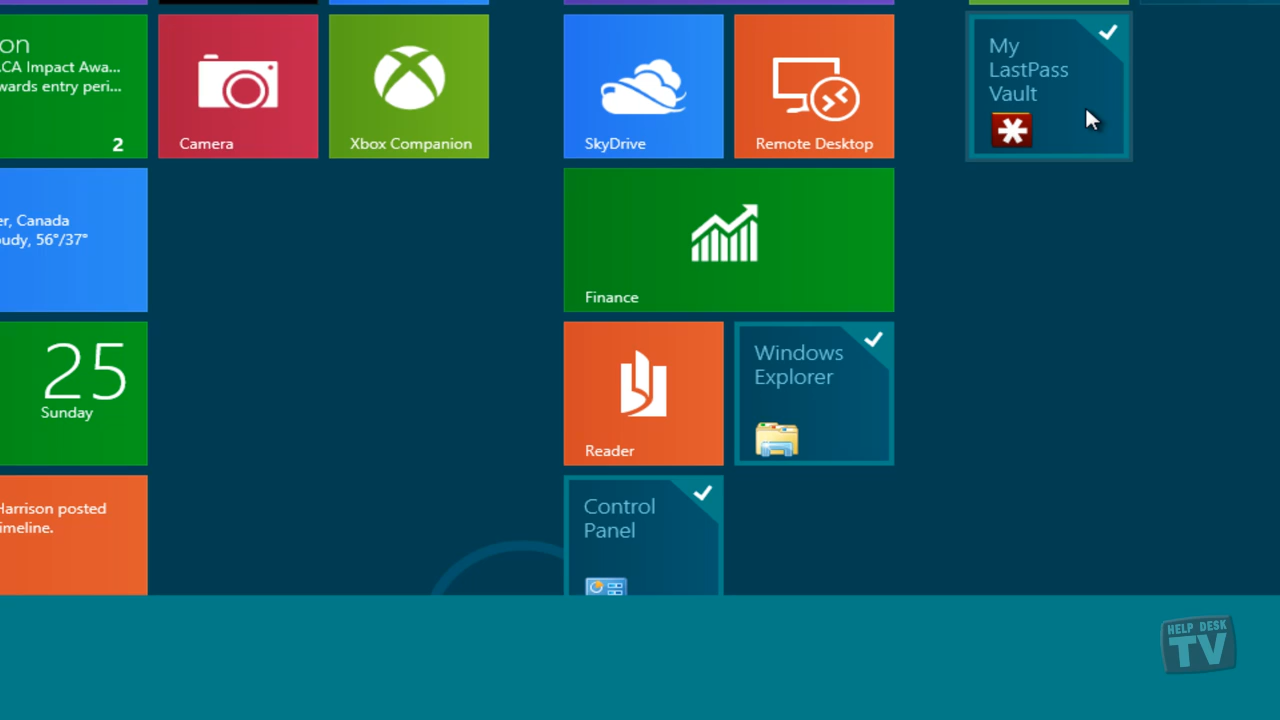 on
CA Impact Awa...
wards entry peri...
2
Camera
Xbox Companion
SkyDrive
Remote Desktop
My
LastPass
Vault
er, Canada
oudy, 56°/37°
Finance
25
Sunday
Reader
Windows
Explorer
Harrison posted
imeline.
Control
Panel
HELP DESK
TV